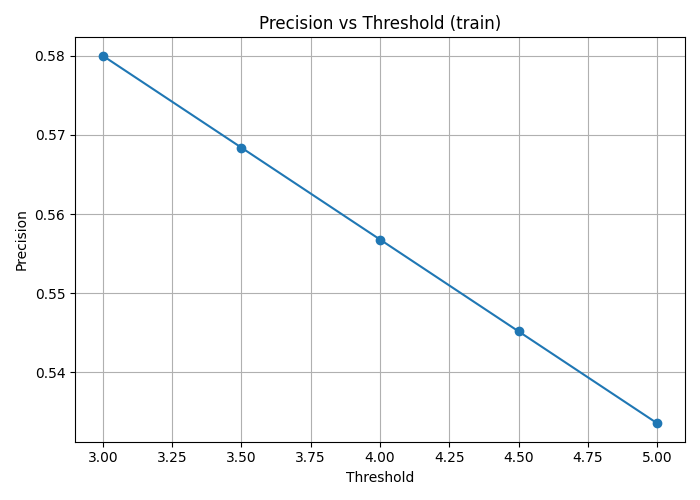 Precision vs Threshold (train)
0.58
0.57
0.56
0.55
0.54
Precision
3.00 3.25 3.50 3.75 4.00 4.25 4.50 4.75 5.00
Threshold